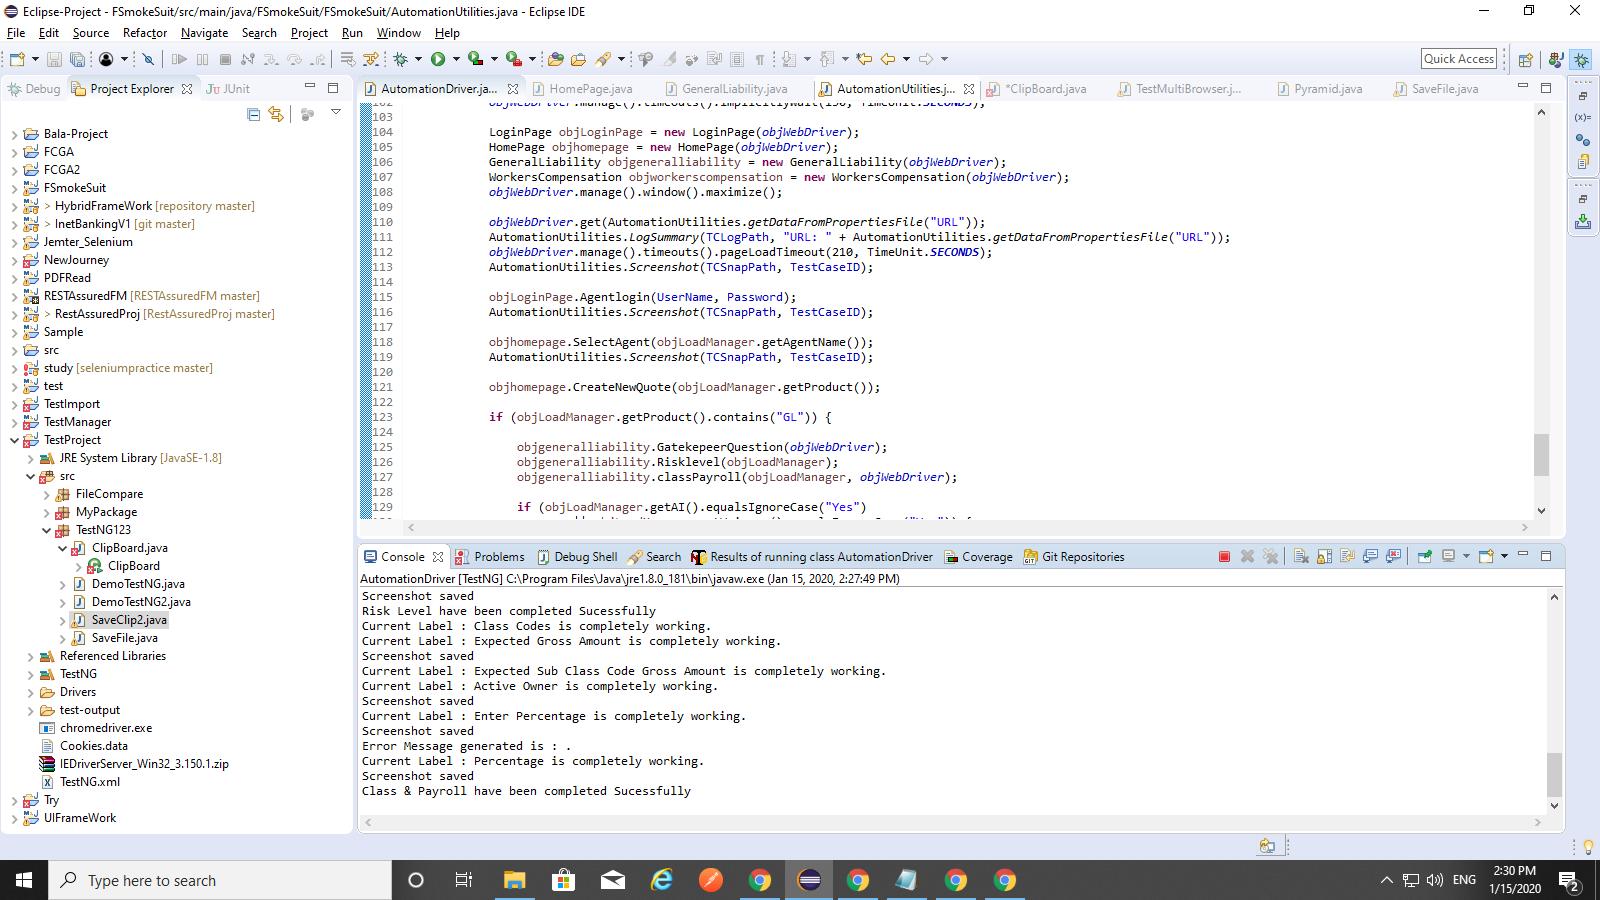 Eclipse-Project - FSmokeSuit/src/main/java/FSmokeSuit/FSmokeSuit/AutomationUtilities.java - Eclipse IDE
File Edit Source Refactor Navigate Search Project Run Window Help
Quick Access
Debug Project Explorer JUnit
Bala-Project
FCGA
FCGA2
FSmokeSuit
> HybridFrameWork [repository master]
> InetBankingV1 [git master]
Jemter_Selenium
NewJourney
PDFRead
RESTAssuredFM [RESTAssuredFM master]
> RestAssuredProj [RestAssuredProj master]
Sample
src
study [seleniumpractice master]
test
TestImport
TestManager
TestProject
JRE System Library [JavaSE-1.8]
src
FileCompare
MyPackage
TestNG123
ClipBoard.java
ClipBoard
DemoTestNG.java
DemoTestNG2.java
SaveClip2.java
SaveFile.java
Referenced Libraries
TestNG
Drivers
test-output
chromedriver.exe
Cookies.data
IEDriverServer_Win32_3.150.1.zip
TestNG.xml
Try
UIFrameWork
AutomationDriver.ja... HomePage.java GeneralLiability.java AutomationUtilities.j... *ClipBoard.java TestMultiBrowser.j... Pyramid.java SaveFile.java
102 objWebDriver.manage().timeouts().implicitlyWait(150, TimeUnit.SECONDS);
103
104 LoginPage objLoginPage = new LoginPage(objWebDriver);
105 HomePage objhomepage = new HomePage(objWebDriver);
106 GeneralLiability objgeneralliability = new GeneralLiability(objWebDriver);
107 WorkersCompensation objworkerscompensation = new WorkersCompensation(objWebDriver);
108 objWebDriver.manage().window().maximize();
109
110 objWebDriver.get(AutomationUtilities.getDataFromPropertiesFile("URL"));
111 AutomationUtilities.LogSummary(TCLogPath, "URL: " + AutomationUtilities.getDataFromPropertiesFile("URL"));
112 objWebDriver.manage().timeouts().pageLoadTimeout(210, TimeUnit.SECONDS);
113 AutomationUtilities.Screenshot(TCSnapPath, TestCaseID);
114
115 objLoginPage.Agentlogin(UserName, Password);
116 AutomationUtilities.Screenshot(TCSnapPath, TestCaseID);
117
118 objhomepage.SelectAgent(objLoadManager.getAgentName());
119 AutomationUtilities.Screenshot(TCSnapPath, TestCaseID);
120
121 objhomepage.CreateNewQuote(objLoadManager.getProduct());
122
123 if (objLoadManager.getProduct().contains("GL")) {
124
125 objgeneralliability.GatekepeerQuestion(objWebDriver);
126 objgeneralliability.Risklevel(objLoadManager);
127 objgeneralliability.classPayroll(objLoadManager, objWebDriver);
128
129 if (objLoadManager.getAI().equalsIgnoreCase("Yes")
Console Problems Debug Shell Search Results of running class AutomationDriver Coverage Git Repositories
AutomationDriver [TestNG] C:\Program Files\Java\jre1.8.0_181\bin\javaw.exe (Jan 15, 2020, 2:27:49 PM)
Screenshot saved
Risk Level have been completed Sucessfully
Current Label : Class Codes is completely working.
Current Label : Expected Gross Amount is completely working.
Screenshot saved
Current Label : Expected Sub Class Code Gross Amount is completely working.
Current Label : Active Owner is completely working.
Screenshot saved
Current Label : Enter Percentage is completely working.
Screenshot saved
Error Message generated is : .
Current Label : Percentage is completely working.
Screenshot saved
Class & Payroll have been completed Sucessfully
Type here to search
ENG
2:30 PM
1/15/2020
2